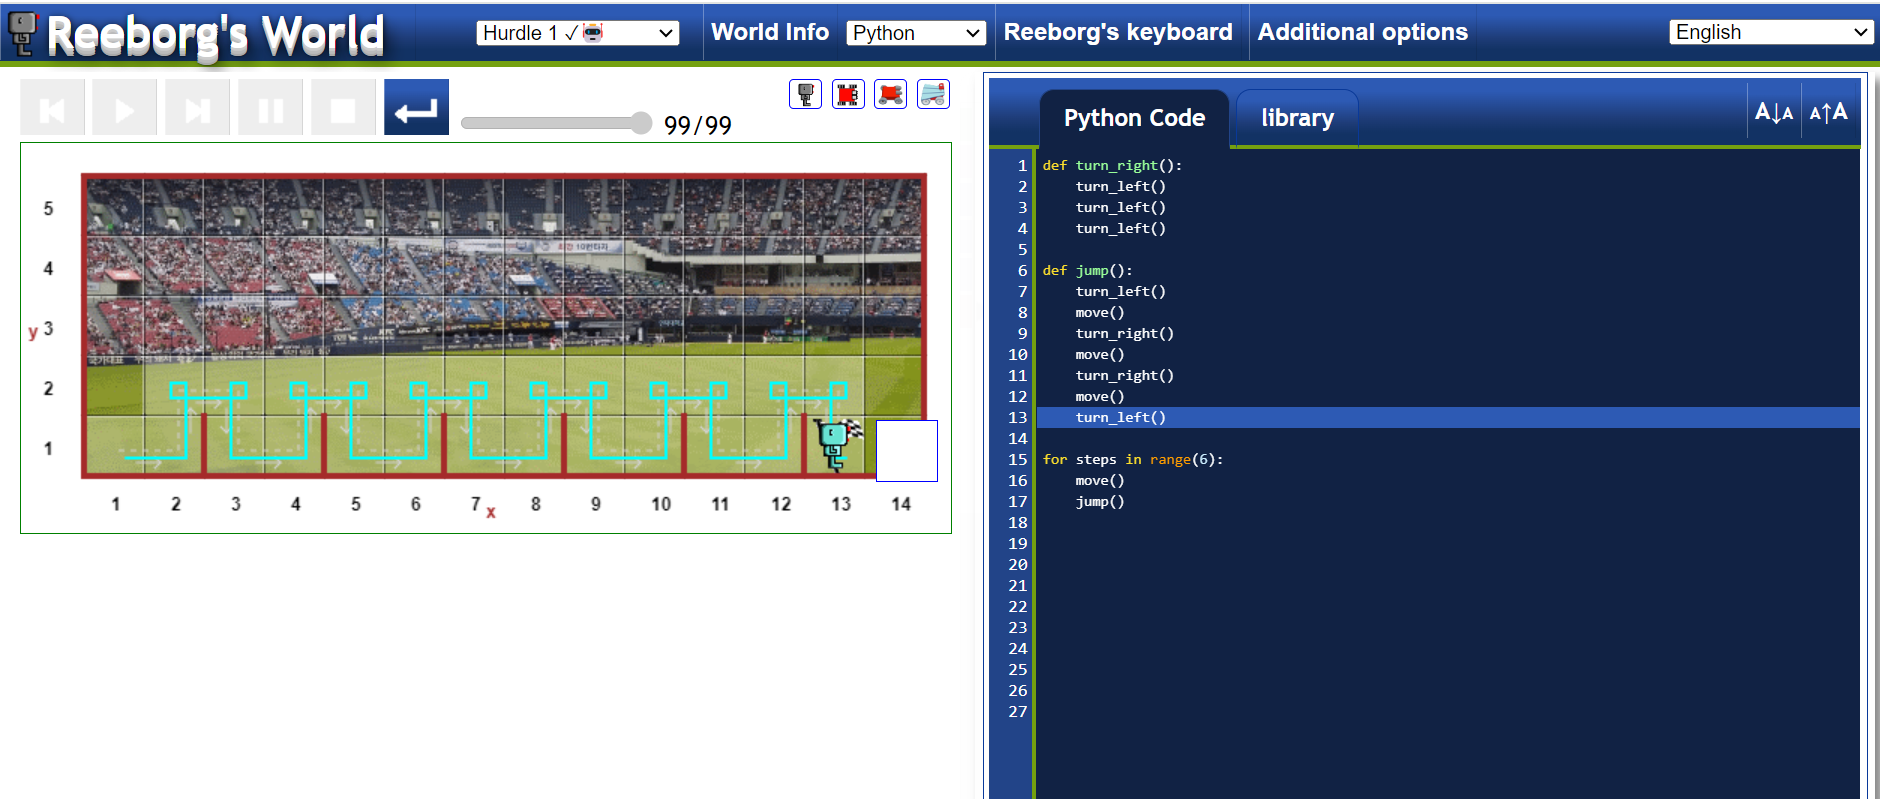 Reeborg's World
Hurdle 1 ✓🤖
World Info
Python
Reeborg's keyboard
Additional options
English
99/99
Python Code
library
A↓A
A↑A
5
4
y 3
2
1
1 2 3 4 5 6 7 x 8 9 10 11 12 13 14
1 def turn_right():
2     turn_left()
3     turn_left()
4     turn_left()
5
6 def jump():
7     turn_left()
8     move()
9     turn_right()
10     move()
11     turn_right()
12     move()
13     turn_left()
14
15 for steps in range(6):
16     move()
17     jump()
18
19
20
21
22
23
24
25
26
27